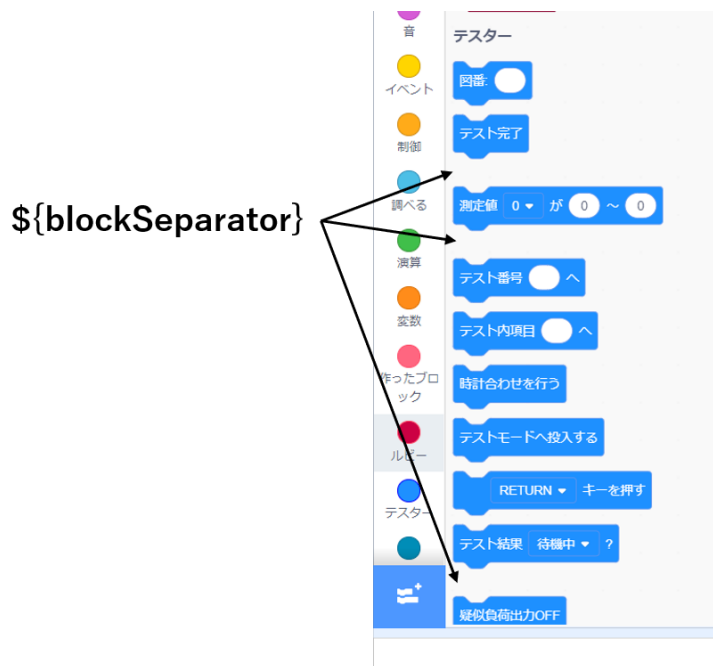 音
イベント
制御
調べる
演算
変数
作ったブロ
ック
ルビー
テスター
${blockSeparator}
テスター
図番:
テスト完了
測定値 0 が 0 ～ 0
テスト番号 へ
テスト内項目 へ
時計合わせを行う
テストモードへ投入する
RETURN キーを押す
テスト結果 待機中 ?
疑似負荷出力OFF